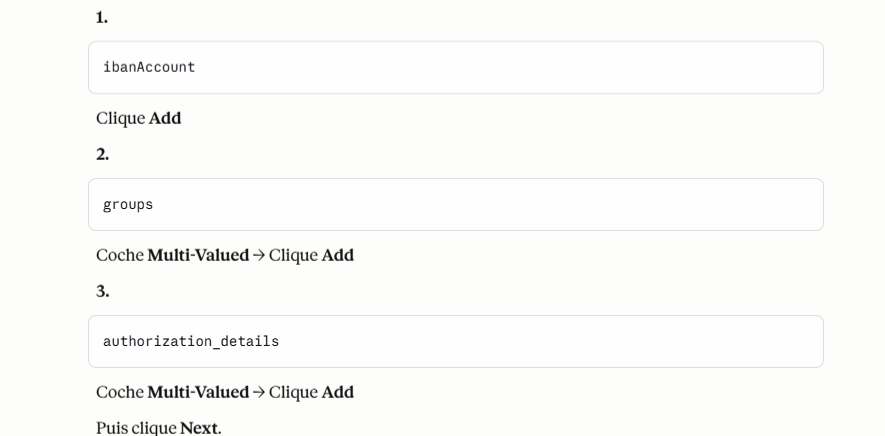 1.
ibanAccount
Clique Add
2.
groups
Coche Multi-Valued → Clique Add
3.
authorization_details
Coche Multi-Valued → Clique Add
Puis clique Next.